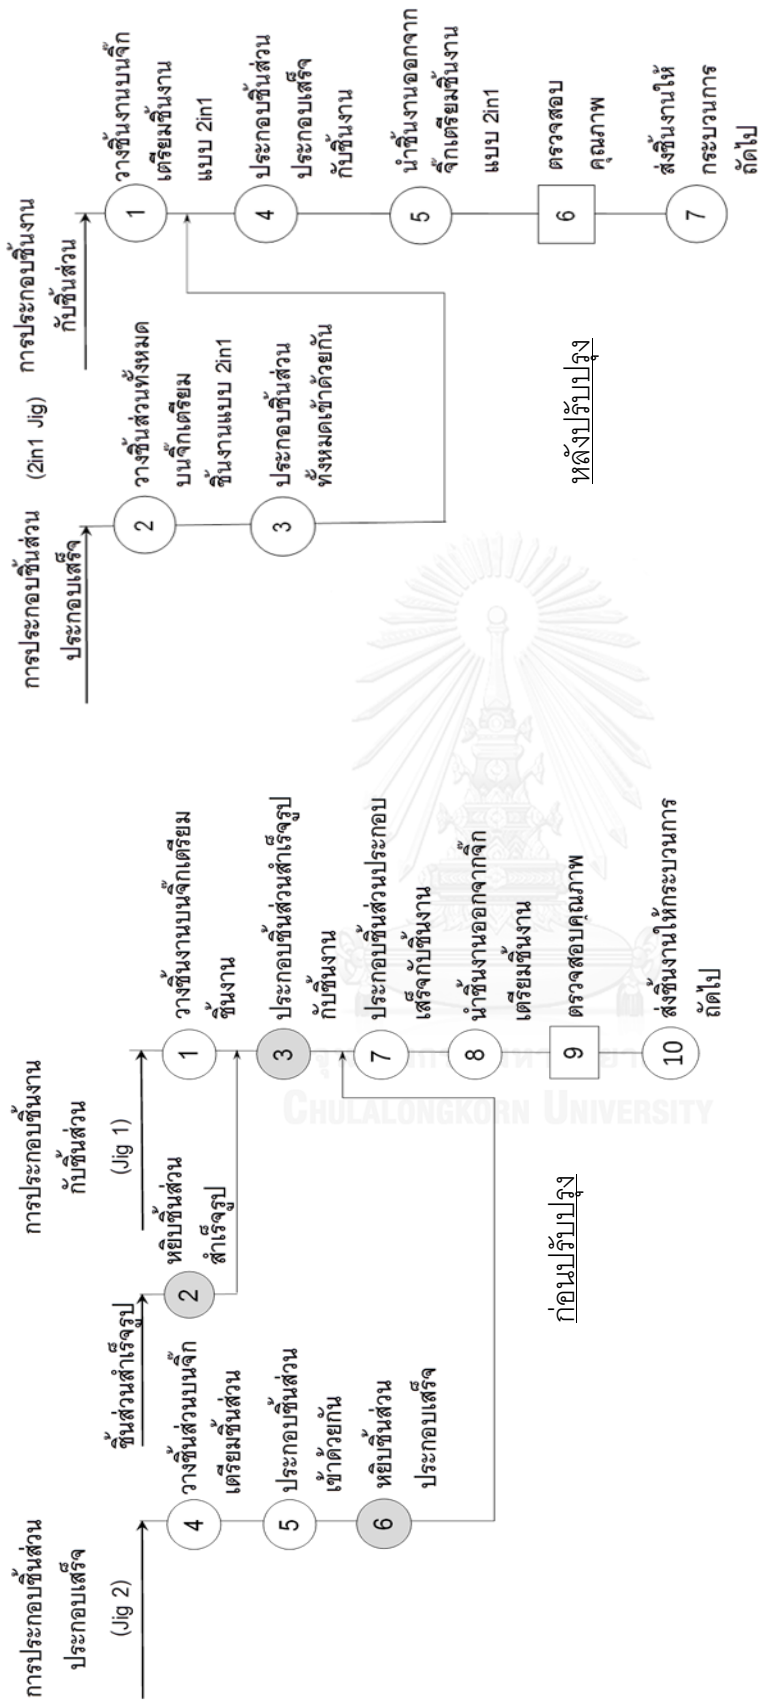 การประกอบชิ้นส่วน
ประกอบเสร็จ
(Jig 2)
4
วางชิ้นส่วนบนจิ๊ก
เตรียมชิ้นส่วน
5
ประกอบชิ้นส่วน
เข้าด้วยกัน
6
หยิบชิ้นส่วน
ประกอบเสร็จ
ชิ้นส่วนสำเร็จรูป
2
หยิบชิ้นส่วน
สำเร็จรูป
การประกอบชิ้นงาน
กับชิ้นส่วน
(Jig 1)
1
วางชิ้นงานบนจิ๊กเตรียม
ชิ้นงาน
3
ประกอบชิ้นส่วนสำเร็จรูป
กับชิ้นงาน
7
ประกอบชิ้นส่วนประกอบ
เสร็จกับชิ้นงาน
8
นำชิ้นงานออกจากจิ๊ก
เตรียมชิ้นงาน
9
ตรวจสอบคุณภาพ
10
ส่งชิ้นงานให้กระบวนการ
ถัดไป
ก่อนปรับปรุง
CHULALONGKORN UNIVERSITY
การประกอบชิ้นส่วน
ประกอบเสร็จ
(2in1 Jig)
2
วางชิ้นส่วนทั้งหมด
บนจิ๊กเตรียม
ชิ้นงานแบบ 2in1
3
ประกอบชิ้นส่วน
ทั้งหมดเข้าด้วยกัน
การประกอบชิ้นงาน
กับชิ้นส่วน
1
วางชิ้นงานบนจิ๊ก
เตรียมชิ้นงาน
แบบ 2in1
4
ประกอบชิ้นส่วน
ประกอบเสร็จ
กับชิ้นงาน
5
นำชิ้นงานออกจาก
จิ๊กเตรียมชิ้นงาน
แบบ 2in1
6
ตรวจสอบ
คุณภาพ
7
ส่งชิ้นงานให้
กระบวนการ
ถัดไป
หลังปรับปรุง